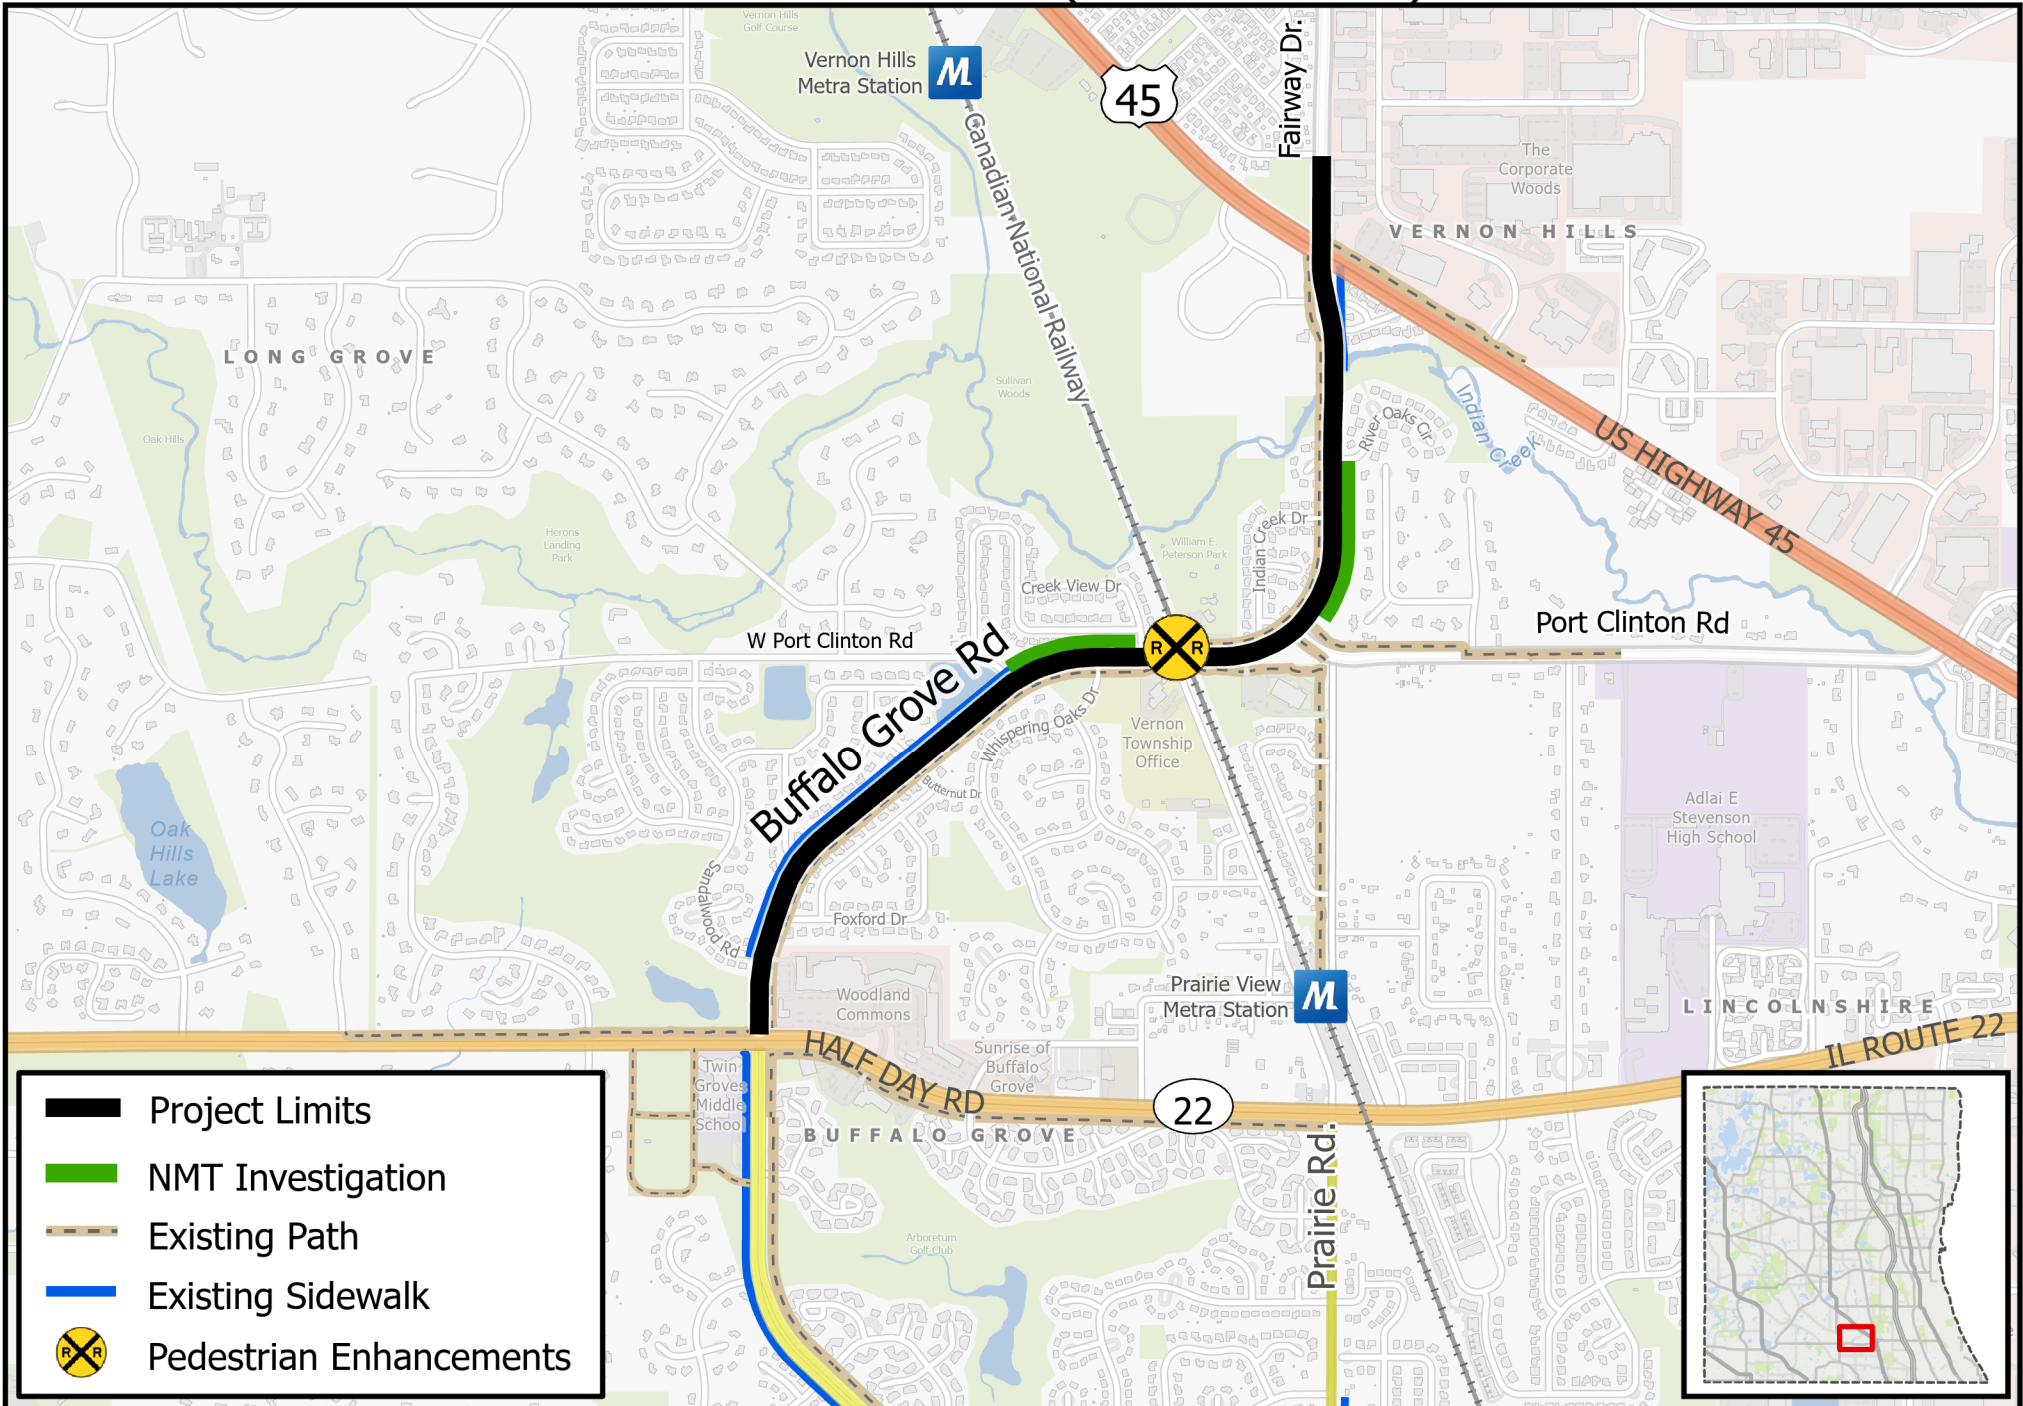 Vernon Hills
Golf Course
Vernon Hills
Metra Station
M
45
Fairway Dr.
Canadian National Railway
The
Corporate
Woods
VERNON HILLS
LONG GROVE
Sullivan
Woods
Oak Hills
River Oaks Cir
Indian Creek
US HIGHWAY 45
Herons
Landing
Park
William E.
Peterson Park
Indian Creek Dr
Creek View Dr
W Port Clinton Rd
Port Clinton Rd
R R
Buffalo Grove Rd
Whispering Oaks Dr
Vernon
Township
Office
Butternut Dr
Adlai E
Stevenson
High School
Oak
Hills
Lake
Sandalwood Rd
Foxford Dr
Woodland
Commons
Prairie View
Metra Station
M
LINCOLNSHIRE
IL ROUTE 22
HALF DAY RD
Sunrise of
Buffalo
Grove
Twin
Groves
Middle
School
22
BUFFALO GROVE
Prairie Rd.
Arboretum
Golf Club
Project Limits
NMT Investigation
Existing Path
Existing Sidewalk
R R
Pedestrian Enhancements